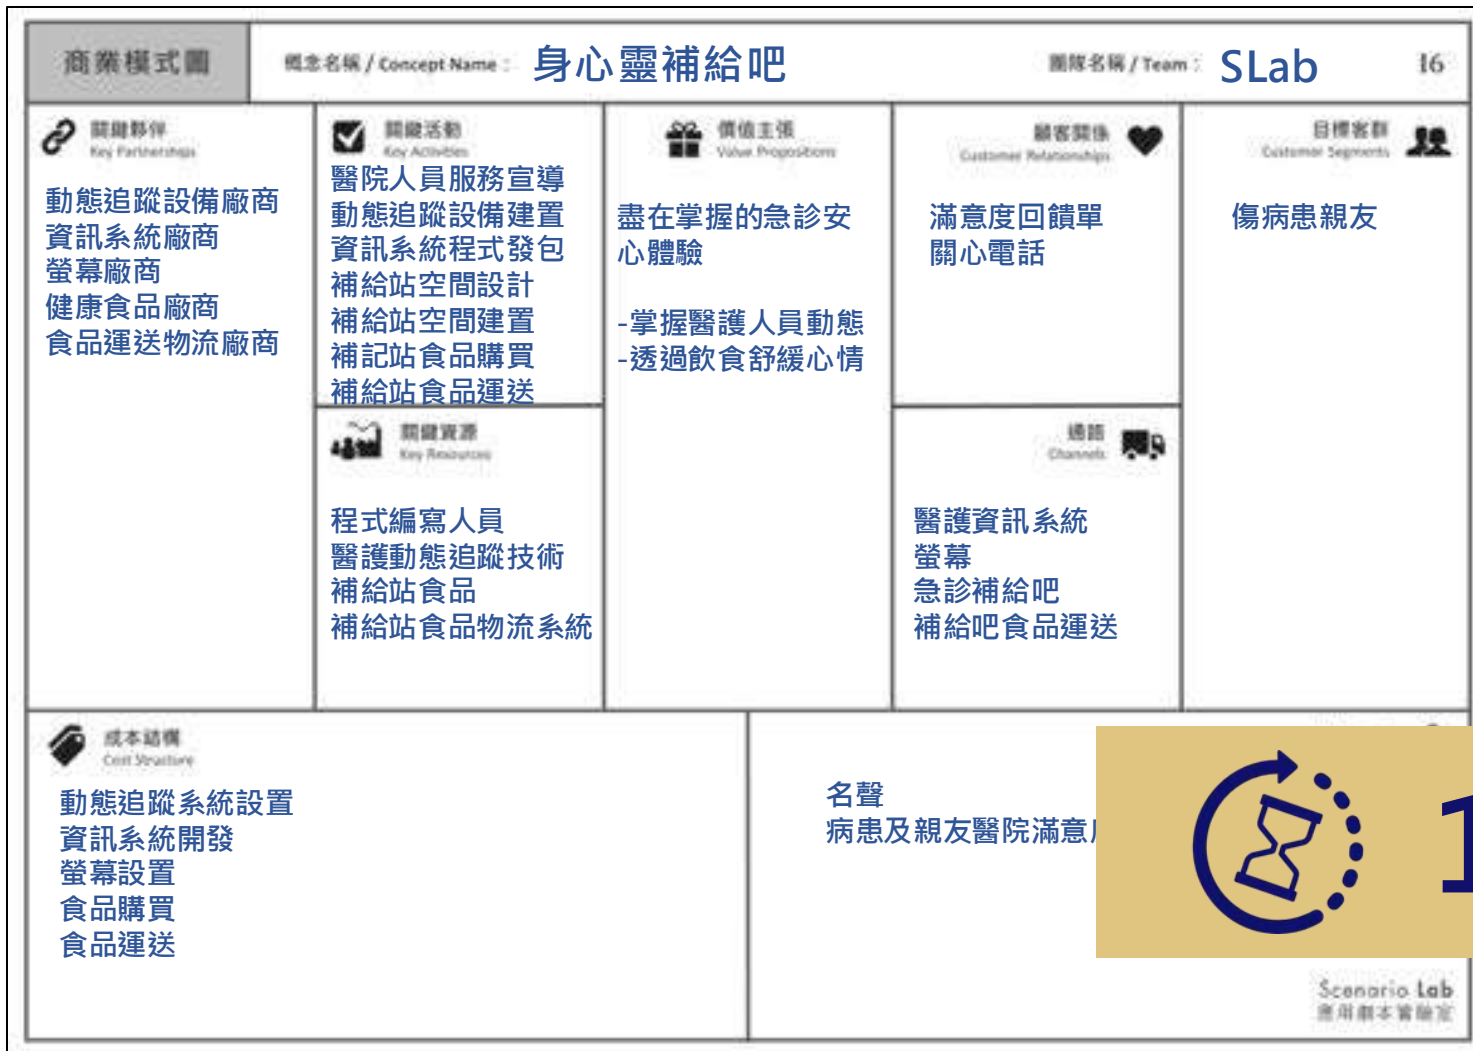 商業模式圖
概念名稱 / Concept Name : 身心靈補給吧
團隊名稱 / Team : SLab
16
關鍵夥伴
Key Partnerships
動態追蹤設備廠商
資訊系統廠商
螢幕廠商
健康食品廠商
食品運送物流廠商
關鍵活動
Key Activities
醫院人員服務宣導
動態追蹤設備建置
資訊系統程式發包
補給站空間設計
補給站空間建置
補記站食品購買
補給站食品運送
關鍵資源
Key Resources
程式編寫人員
醫護動態追蹤技術
補給站食品
補給站食品物流系統
價值主張
Value Propositions
盡在掌握的急診安
心體驗
-掌握醫護人員動態
-透過飲食舒緩心情
顧客關係
Customer Relationships
滿意度回饋單
關心電話
通路
Channels
醫護資訊系統
螢幕
急診補給吧
補給吧食品運送
目標客群
Customer Segments
傷病患親友
成本結構
Cost Structure
動態追蹤系統設置
資訊系統開發
螢幕設置
食品購買
食品運送
名聲
病患及親友醫院滿意
1
Scenario Lab
應用劇本實驗室